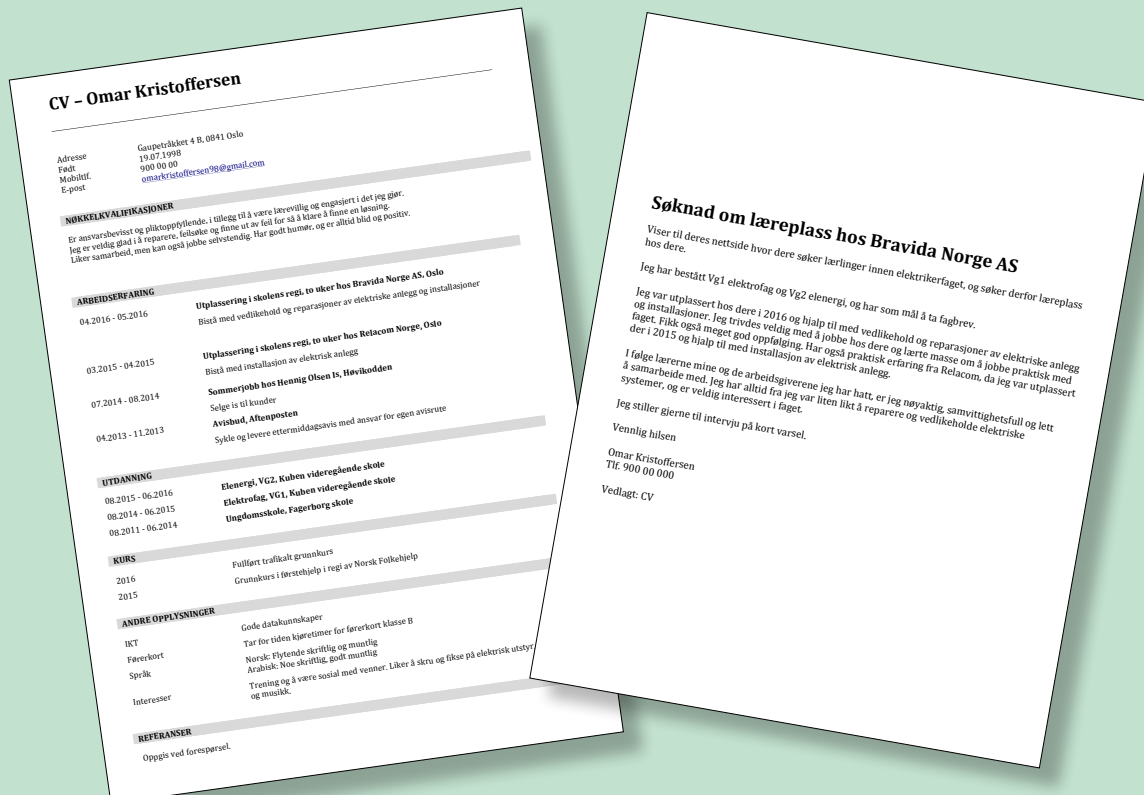 CV – Omar Kristoffersen
Adresse Gaupetråkket 4 B, 0841 Oslo
Født 19.07.1998
Mobiltlf. 900 00 00
E-post omarkristoffersen98@gmail.com
NØKKELKVALIFIKASJONER
Er ansvarsbevisst og pliktoppfyllende, i tillegg til å være lærevillig og engasjert i det jeg gjør.
Jeg er veldig glad i å reparere, feilsøke og finne ut av feil for så å klare å finne en løsning.
Liker samarbeid, men kan også jobbe selvstendig. Har godt humør, og er alltid blid og positiv.
ARBEIDSERFARING
04.2016 - 05.2016 Utplassering i skolens regi, to uker hos Bravida Norge AS, Oslo
Bistå med vedlikehold og reparasjoner av elektriske anlegg og installasjoner
03.2015 - 04.2015 Utplassering i skolens regi, to uker hos Relacom Norge, Oslo
Bistå med installasjon av elektrisk anlegg
07.2014 - 08.2014 Sommerjobb hos Hennig Olsen Is, Høvikodden
Selge is til kunder
04.2013 - 11.2013 Avisbud, Aftenposten
Sykle og levere ettermiddagsavis med ansvar for egen avisrute
UTDANNING
08.2015 - 06.2016 Elenergi, VG2, Kuben videregående skole
08.2014 - 06.2015 Elektrofag, VG1, Kuben videregående skole
08.2011 - 06.2014 Ungdomsskole, Fagerborg skole
KURS
2016 Fullført trafikalt grunnkurs
2015 Grunnkurs i førstehjelp i regi av Norsk Folkehjelp
ANDRE OPPLYSNINGER
IKT Gode datakunnskaper
Førerkort Tar for tiden kjøretimer for førerkort klasse B
Språk Norsk: Flytende skriftlig og muntlig
Arabisk: Noe skriftlig, godt muntlig
Interesser Trening og å være sosial med venner. Liker å skru og fikse på elektrisk utstyr
og musikk.
REFERANSER
Oppgis ved forespørsel.
Søknad om læreplass hos Bravida Norge AS
Viser til deres nettside hvor dere søker lærlinger innen elektrikerfaget, og søker derfor læreplass
hos dere.
Jeg har bestått Vg1 elektrofag og Vg2 elenergi, og har som mål å ta fagbrev.
Jeg var utplassert hos dere i 2016 og hjalp til med vedlikehold og reparasjoner av elektriske anlegg
og installasjoner. Jeg trivdes veldig med å jobbe hos dere og lærte masse om å jobbe praktisk med
faget. Fikk også meget god oppfølging. Har også praktisk erfaring fra Relacom, da jeg var utplassert
der i 2015 og hjalp til med installasjon av elektrisk anlegg.
I følge lærerne mine og de arbeidsgiverene jeg har hatt, er jeg nøyaktig, samvittighetsfull og lett
å samarbeide med. Jeg har alltid fra jeg var liten likt å reparere og vedlikeholde elektriske
systemer, og er veldig interessert i faget.
Jeg stiller gjerne til intervju på kort varsel.
Vennlig hilsen
Omar Kristoffersen
Tlf. 900 00 000
Vedlagt: CV